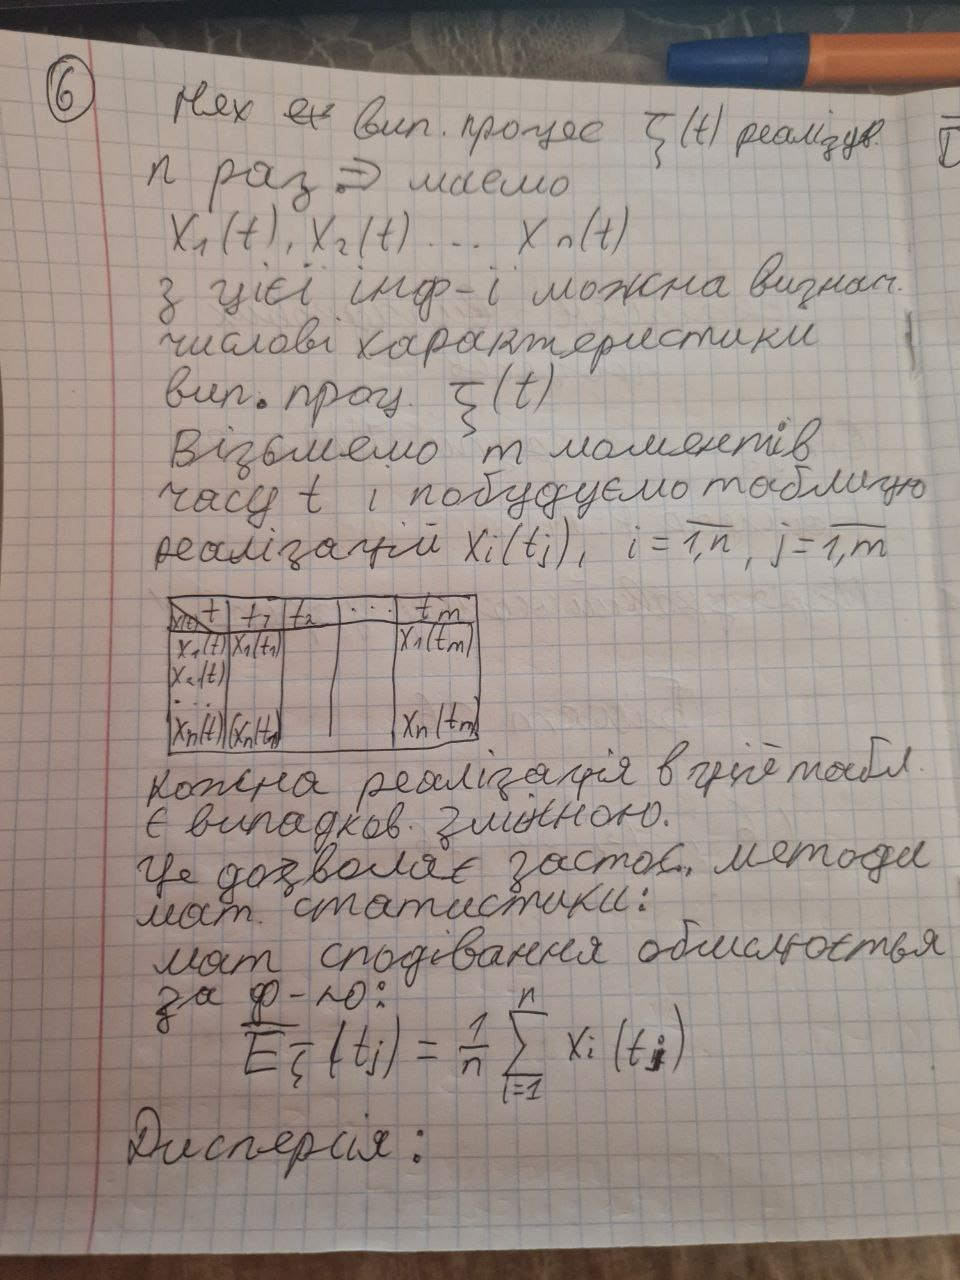 6
Нех вип. процес ξ(t) реалізув.
n раз. ⇒ маємо
X₁(t), X₂(t) ... Xₙ(t)
з цієї інф-ї можна визнач.
числові характеристики
вип. проц. ξ(t)
Візьмемо m моментів
часу t і побудуємо таблицю
реалізацій Xi(tj), i = 1,n, j = 1,m
X(t) t t₁ t₂ ... tm
X₁(t) X₁(t₁) X₁(tm)
X₂(t)
. ...
Xn(t) Xn(t₁) Xn(tm)
кожна реалізація в цій табл.
є випадков. змінною.
Це дозволяє застос. методи
мат. статистики:
мат сподівання обчислюється
за ф-ю:
Eξ(tj) = 1/n ∑ i=1 n Xi(tj)
Дисперсія: